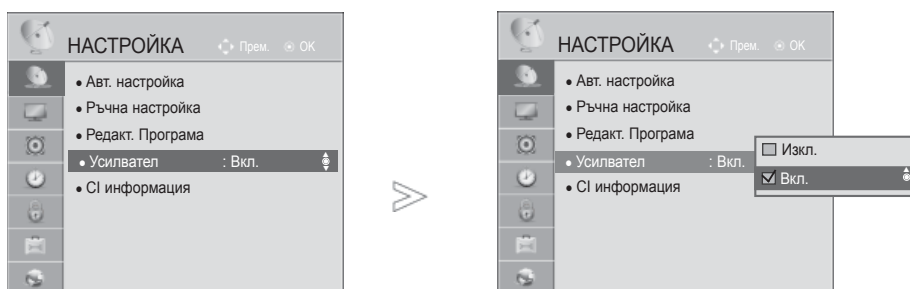 НАСТРОЙКА Прем. OK
• Авт. настройка
• Ръчна настройка
• Редакт. Програма
• Усилвател : Вкл.
• CI информация
>>
НАСТРОЙКА Прем. OK
• Авт. настройка
• Ръчна настройка
• Редакт. Програма
• Усилвател : Вкл.
• CI информация
Изкл.
Вкл.